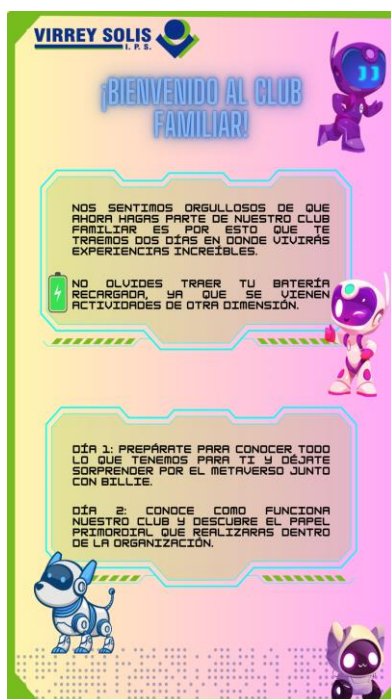 VIRREY SOLIS
I. P. S.
¡BIENVENIDO AL CLUB
FAMILIAR!
NOS SENTIMOS ORGULLOSOS DE QUE
AHORA HAGAS PARTE DE NUESTRO CLUB
FAMILIAR ES POR ESTO QUE TE
TRAEMOS DOS DÍAS EN DONDE VIVIRÁS
EXPERIENCIAS INCREÍBLES.
NO OLVIDES TRAER TU BATERÍA
RECARGADA, YA QUE SE VIENEN
ACTIVIDADES DE OTRA DIMENSIÓN.
DÍA 1: PREPÁRATE PARA CONOCER TODO
LO QUE TENEMOS PARA TI Y DÉJATE
SORPRENDER POR EL METAVERSO JUNTO
CON BILLIE.
DÍA 2: CONOCE COMO FUNCIONA
NUESTRO CLUB Y DESCUBRE EL PAPEL
PRIMORDIAL QUE REALIZARAS DENTRO
DE LA ORGANIZACIÓN.